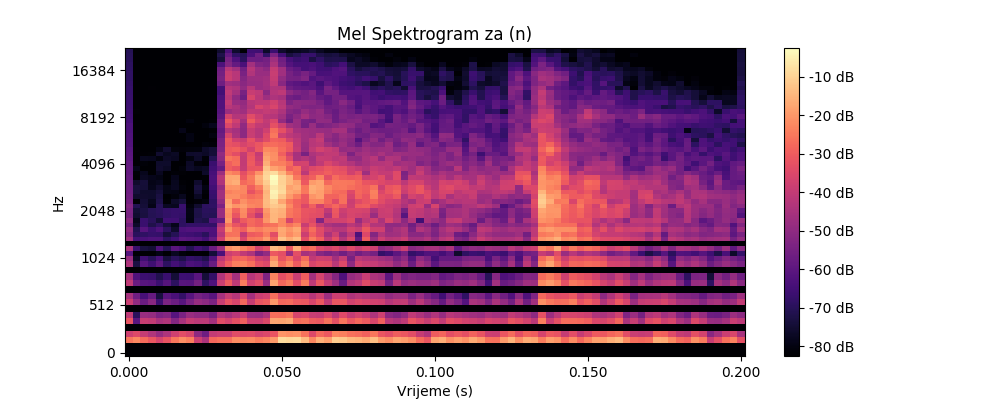 Mel Spektrogram za (n)
16384
8192
4096
2048
1024
512
0
Hz
0.000 0.050 0.100 0.150 0.200
Vrijeme (s)
-10 dB
-20 dB
-30 dB
-40 dB
-50 dB
-60 dB
-70 dB
-80 dB